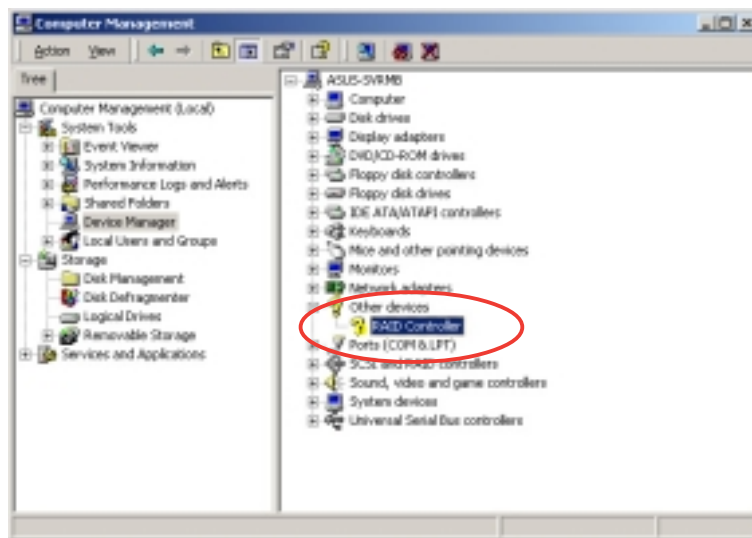 Computer Management
Action View
Tree
Computer Management (Local)
System Tools
Event Viewer
System Information
Performance Logs and Alerts
Shared Folders
Device Manager
Local Users and Groups
Storage
Disk Management
Disk Defragmenter
Logical Drives
Removable Storage
Services and Applications
ASUS-SVRMB
Computer
Disk drives
Display adapters
DVD/CD-ROM drives
Floppy disk controllers
Floppy disk drives
IDE ATA/ATAPI controllers
Keyboards
Mice and other pointing devices
Monitors
Network adapters
Other devices
RAID Controller
Ports (COM & LPT)
SCSI and RAID controllers
Sound, video and game controllers
System devices
Universal Serial Bus controllers